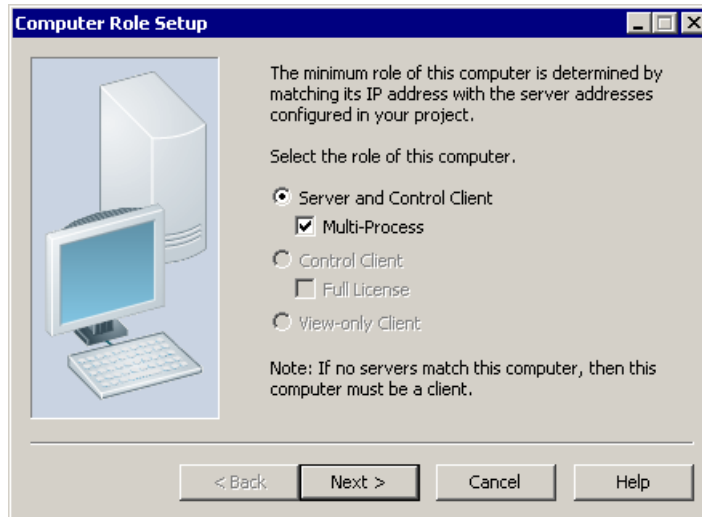 Computer Role Setup
The minimum role of this computer is determined by
matching its IP address with the server addresses
configured in your project.
Select the role of this computer.
Server and Control Client
Multi-Process
Control Client
Full License
View-only Client
Note: If no servers match this computer, then this
computer must be a client.
< Back
Next >
Cancel
Help